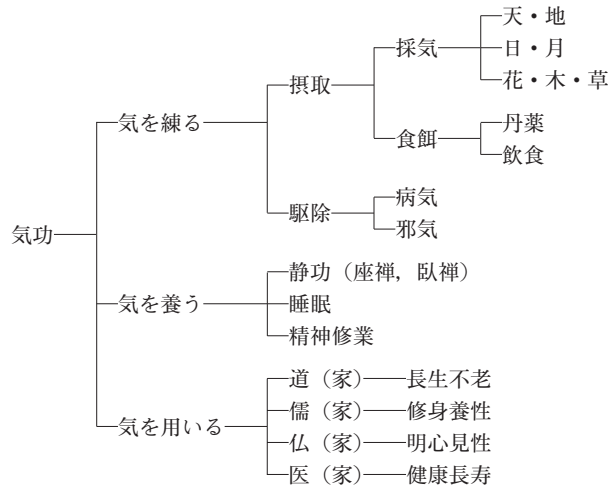 天・地
採気
日・月
花・木・草
摂取
気を練る
食餌
丹薬
飲食
病気
駆除
邪気
気功
静功（座禅，臥禅）
気を養う
睡眠
精神修業
道（家）
長生不老
儒（家）
修身養性
気を用いる
仏（家）
明心見性
医（家）
健康長寿